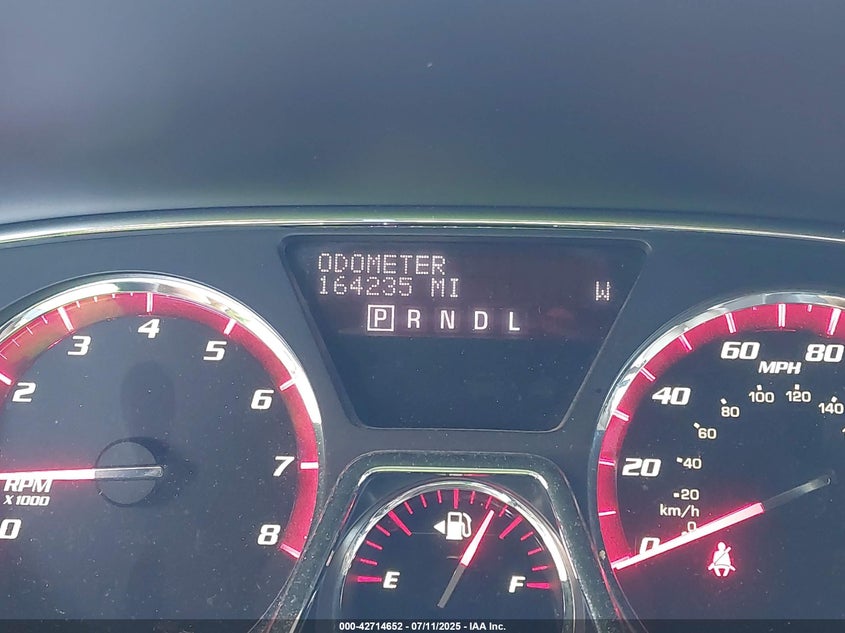 ODOMETER
164235 MI W
P R N D L
0 2 3 4 5 6 7 8
RPM
X1000
E F
0 20 40 60 80
MPH
0 20 40 60 80 100 120 140
km/h
000-42714652 - 07/11/2025 - IAA Inc.